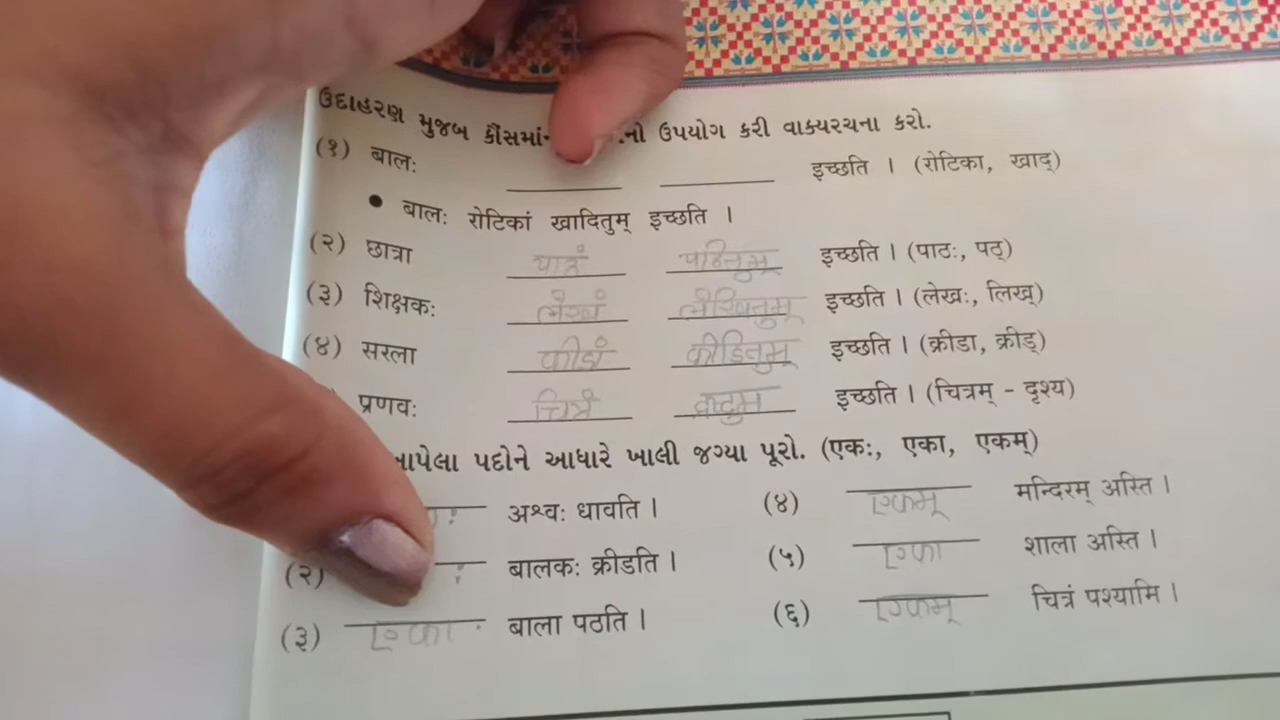 ઉદાહરણ મુજબ કૌંસમાં ઉપયોગ કરી વાક્યરચના કરો.
(१) बालः ________ ________ इच्छति । (रोटिका, खाद्)
• बालः रोटिकां खादितुम् इच्छति ।
(२) छात्रा पाठं पठितुम् इच्छति । (पाठः, पठ्)
(३) शिक्षकः लेखं लेखितुम् इच्छति । (लेखः, लिख्)
(४) सरला क्रीडां क्रीडितुम् इच्छति । (क्रीडा, क्रीड्)
प्रणवः चित्रं इच्छति । (चित्रम् - दृश्य)
આપેલા પદોને આધારે ખાલી જગ્યા પૂરો. (एकः, एका, एकम्)
अश्वः धावति । (४) एकम् मन्दिरम् अस्ति ।
(२) बालकः क्रीडति । (५) एका शाला अस्ति ।
(३) एका बाला पठति । (६) एकम् चित्रं पश्यामि ।